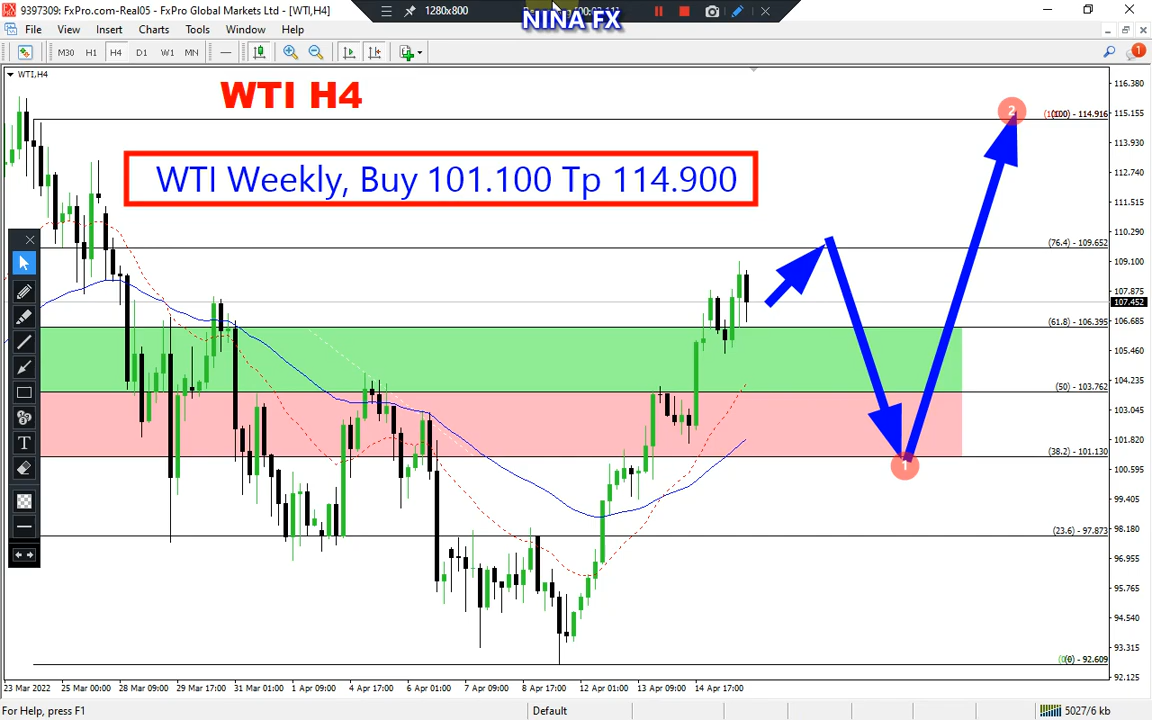 9397309: FxPro.com-Real05 - FxPro Global Markets Ltd - [WTI,H4]
1280x800
NINA FX
File View Insert Charts Tools Window Help
M30 H1 H4 D1 W1 MN
1
WTI,H4
WTI H4
WTI Weekly, Buy 101.100 Tp 114.900
116.380
2
(100) - 114.916
115.155
113.930
112.740
111.515
110.290
(76.4) - 109.652
109.100
107.875
107.452
106.685
(61.8) - 106.395
105.460
104.235
(50) - 103.762
103.045
101.820
(38.2) - 101.130
1
100.595
99.405
98.180
(23.6) - 97.873
96.955
95.765
94.540
93.315
(0) - 92.609
92.125
23 Mar 2022 25 Mar 00:00 28 Mar 09:00 29 Mar 17:00 31 Mar 01:00 1 Apr 09:00 4 Apr 17:00 6 Apr 01:00 7 Apr 09:00 8 Apr 17:00 12 Apr 01:00 13 Apr 09:00 14 Apr 17:00
For Help, press F1
Default
5027/6 kb